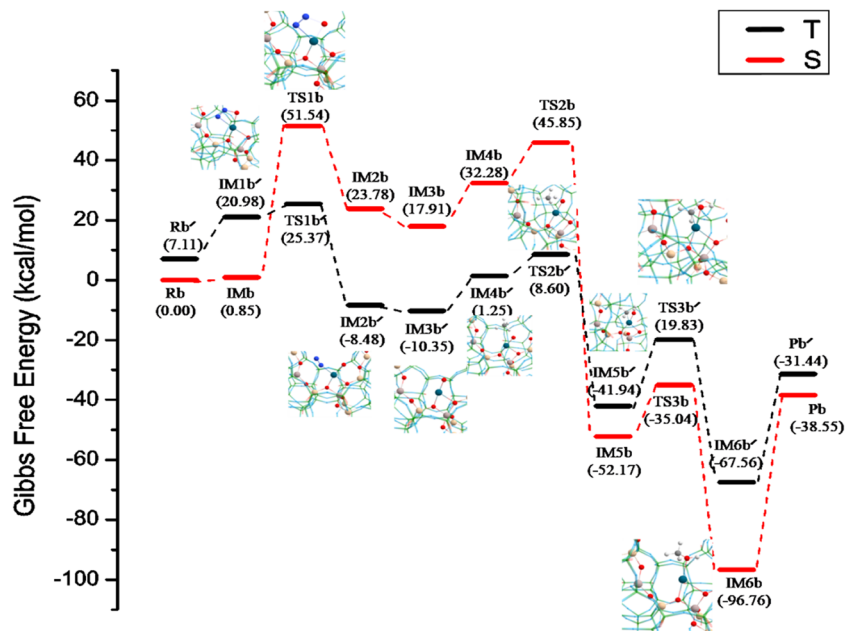 T
S
Gibbs Free Energy (kcal/mol)
60
40
20
0
-20
-40
-60
-80
-100
Rb′
(7.11)
Rb
(0.00)
IM1b′
(20.98)
IMb
(0.85)
TS1b
(51.54)
TS1b′
(25.37)
IM2b
(23.78)
IM2b′
(-8.48)
IM3b
(17.91)
IM3b′
(-10.35)
IM4b
(32.28)
IM4b′
(1.25)
TS2b
(45.85)
TS2b′
(8.60)
IM5b′
(-41.94)
IM5b
(-52.17)
TS3b′
(19.83)
TS3b
(-35.04)
IM6b′
(-67.56)
IM6b
(-96.76)
Pb′
(-31.44)
Pb
(-38.55)